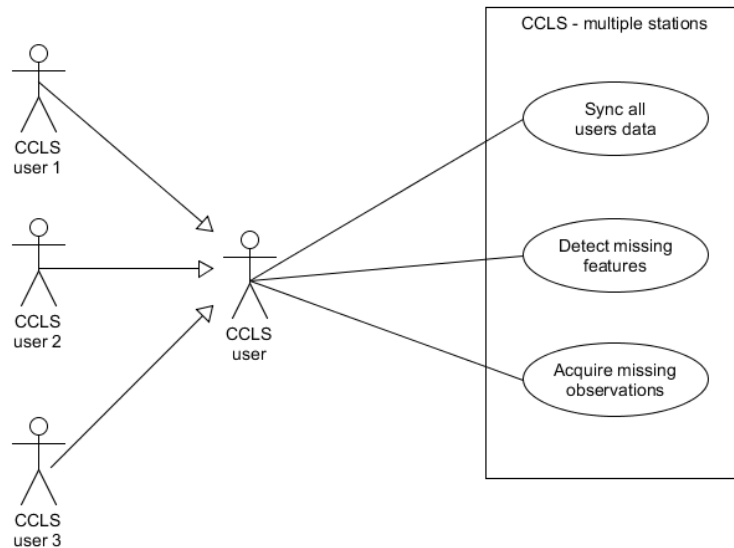 CCLS - multiple stations
CCLS
user 1
CCLS
user 2
CCLS
user 3
CCLS
user
Sync all
users data
Detect missing
features
Acquire missing
observations